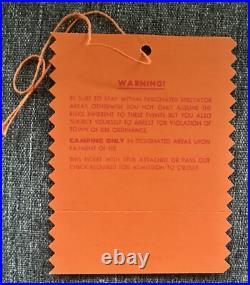 WARNING!
BE SURE TO STAY WITHIN DESIGNATED SPECTATOR
AREAS OTHERWISE YOU NOT ONLY ASSUME THE
RISKS INHERENT TO THESE EVENTS BUT YOU ALSO
SUBJECT YOURSELF TO ARREST FOR VIOLATION OF
TOWN OF DIX ORDINANCE.
CAMPING ONLY IN DESIGNATED AREAS UPON
PAYMENT OF FEE
THIS TICKET WITH STUB ATTACHED OR PASS OUT
CHECK REQUIRED FOR ADMISSION TO CIRCUIT